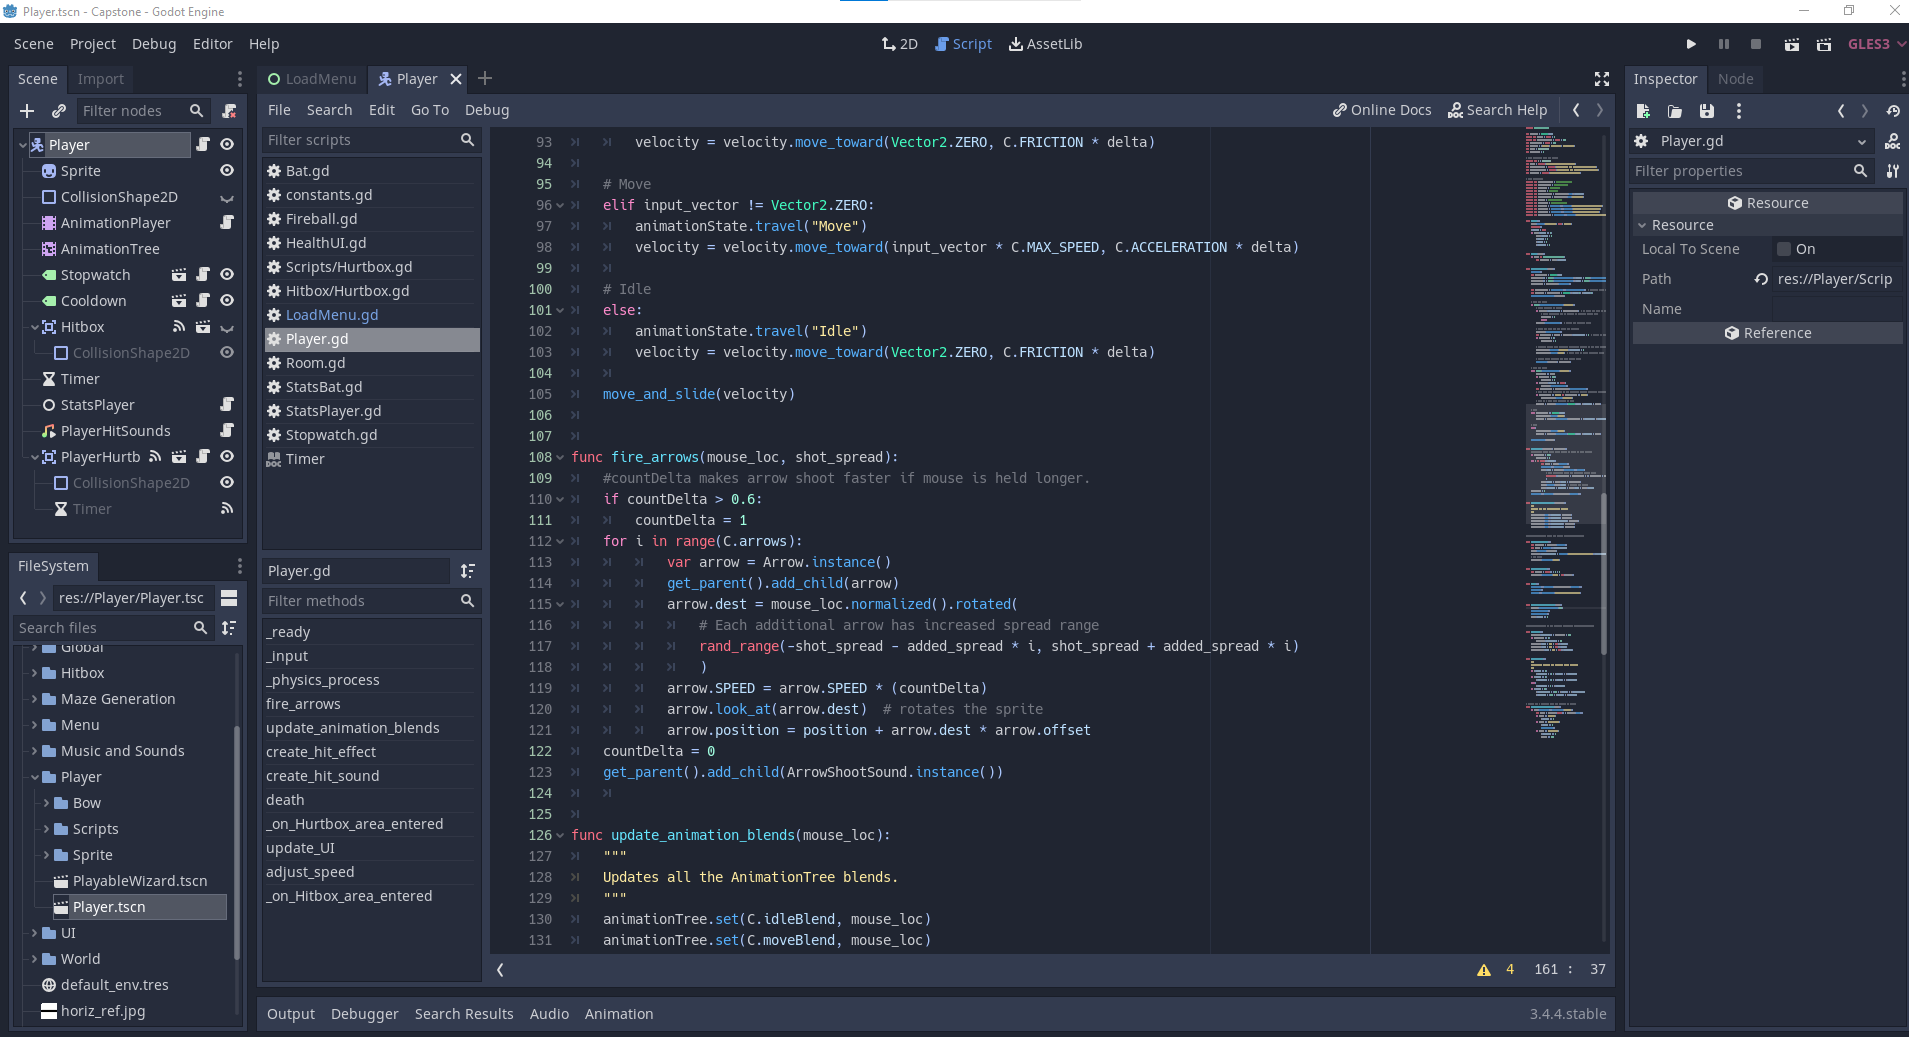 Player.tscn - Capstone - Godot Engine
Scene Project Debug Editor Help
2D Script AssetLib
GLES3
Scene Import
Filter nodes
Player
Sprite
CollisionShape2D
AnimationPlayer
AnimationTree
Stopwatch
Cooldown
Hitbox
CollisionShape2D
Timer
StatsPlayer
PlayerHitSounds
PlayerHurtb
CollisionShape2D
Timer
FileSystem
res://Player/Player.tsc
Search files
Global
Hitbox
Maze Generation
Menu
Music and Sounds
Player
Bow
Scripts
Sprite
PlayableWizard.tscn
Player.tscn
UI
World
default_env.tres
horiz_ref.jpg
LoadMenu Player
File Search Edit Go To Debug
Online Docs Search Help
Filter scripts
Bat.gd
constants.gd
Fireball.gd
HealthUI.gd
Scripts/Hurtbox.gd
Hitbox/Hurtbox.gd
LoadMenu.gd
Player.gd
Room.gd
StatsBat.gd
StatsPlayer.gd
Stopwatch.gd
DOC Timer
Player.gd
Filter methods
_ready
_input
_physics_process
fire_arrows
update_animation_blends
create_hit_effect
create_hit_sound
death
_on_Hurtbox_area_entered
update_UI
adjust_speed
_on_Hitbox_area_entered
93 velocity = velocity.move_toward(Vector2.ZERO, C.FRICTION * delta)
94
95 # Move
96 elif input_vector != Vector2.ZERO:
97 animationState.travel("Move")
98 velocity = velocity.move_toward(input_vector * C.MAX_SPEED, C.ACCELERATION * delta)
99
100 # Idle
101 else:
102 animationState.travel("Idle")
103 velocity = velocity.move_toward(Vector2.ZERO, C.FRICTION * delta)
104
105 move_and_slide(velocity)
106
107
108 func fire_arrows(mouse_loc, shot_spread):
109 #countDelta makes arrow shoot faster if mouse is held longer.
110 if countDelta > 0.6:
111 countDelta = 1
112 for i in range(C.arrows):
113 var arrow = Arrow.instance()
114 get_parent().add_child(arrow)
115 arrow.dest = mouse_loc.normalized().rotated(
116 # Each additional arrow has increased spread range
117 rand_range(-shot_spread - added_spread * i, shot_spread + added_spread * i)
118 )
119 arrow.SPEED = arrow.SPEED * (countDelta)
120 arrow.look_at(arrow.dest) # rotates the sprite
121 arrow.position = position + arrow.dest * arrow.offset
122 countDelta = 0
123 get_parent().add_child(ArrowShootSound.instance())
124
125
126 func update_animation_blends(mouse_loc):
127 """
128 Updates all the AnimationTree blends.
129 """
130 animationTree.set(C.idleBlend, mouse_loc)
131 animationTree.set(C.moveBlend, mouse_loc)
4 161 : 37
Output Debugger Search Results Audio Animation
3.4.4.stable
Inspector Node
Player.gd
DOC
Filter properties
Resource
Resource
Local To Scene On
Path res://Player/Scrip
Name
Reference